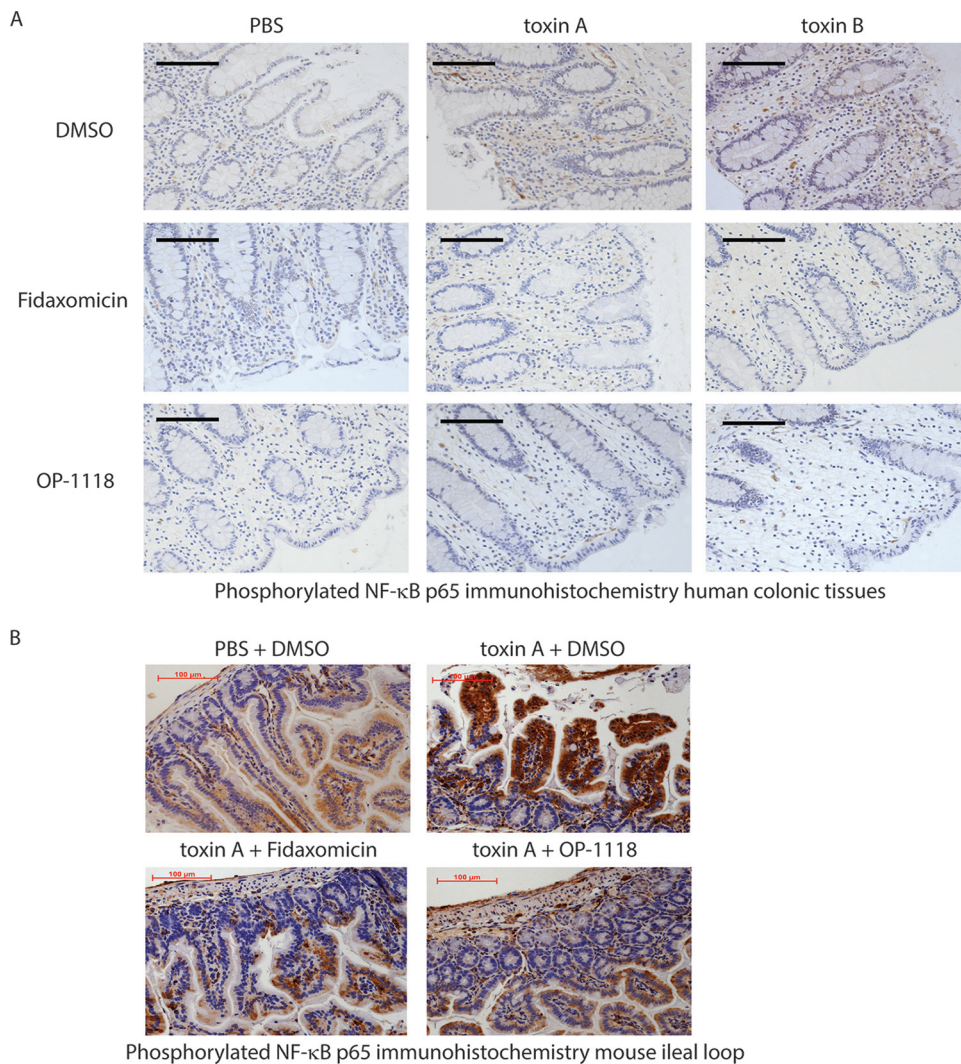 A
PBS
toxin A
toxin B
DMSO
Fidaxomicin
OP-1118
Phosphorylated NF-κB p65 immunohistochemistry human colonic tissues
B
PBS + DMSO
toxin A + DMSO
100 μm
100 μm
toxin A + Fidaxomicin
toxin A + OP-1118
100 μm
100 μm
Phosphorylated NF-κB p65 immunohistochemistry mouse ileal loop